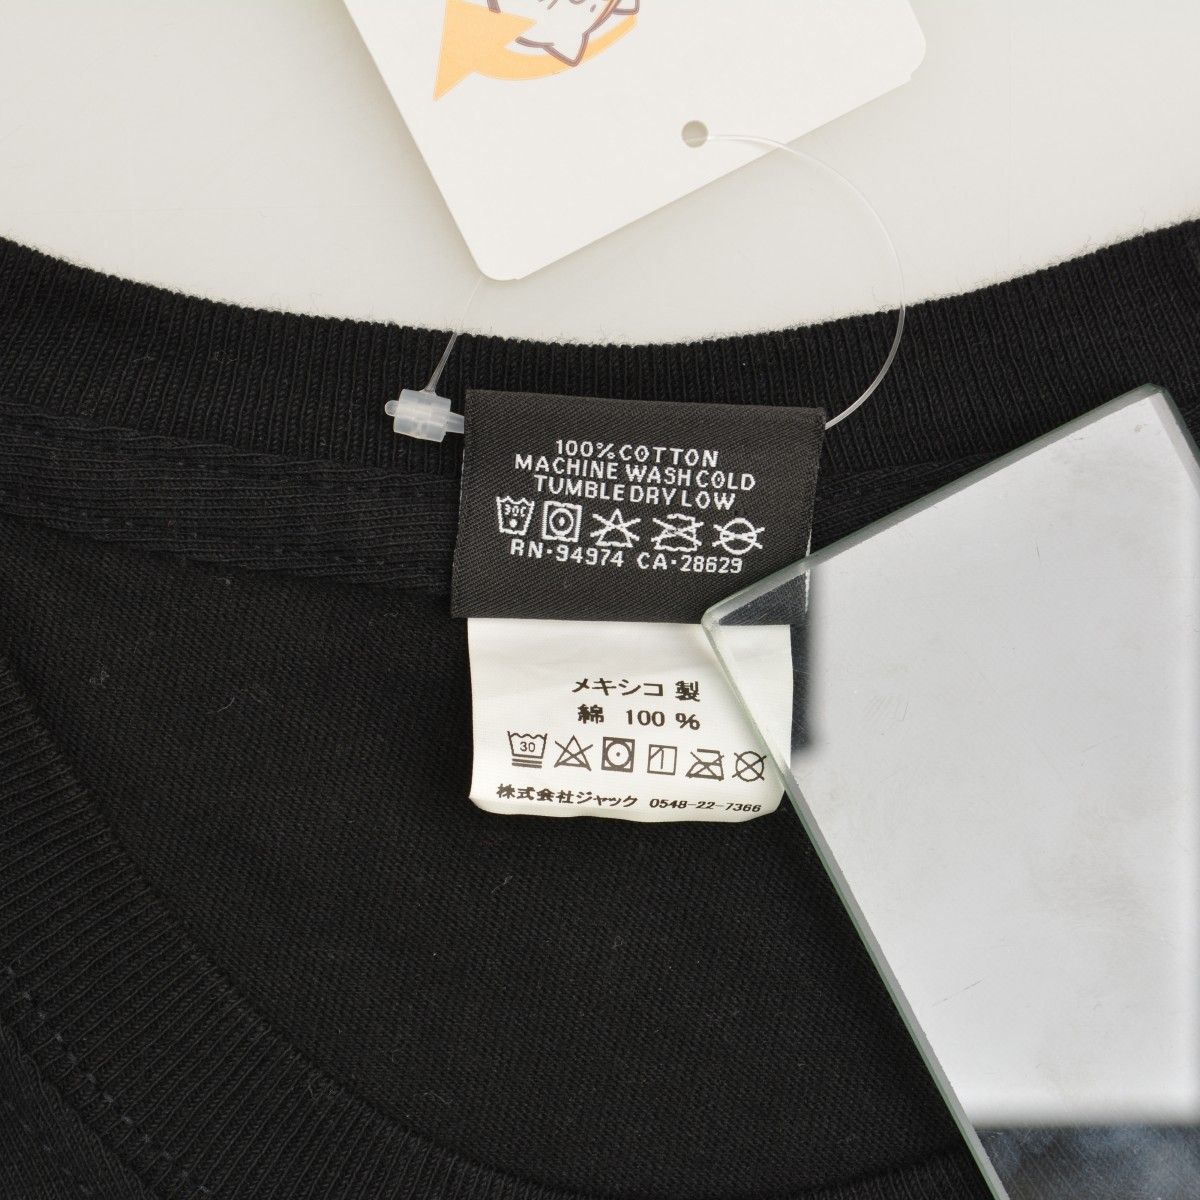 100% COTTON
MACHINE WASH COLD
TUMBLE DRY LOW
30C
RN·94974 CA·28629
メキシコ 製
綿 100 %
30
株式会社ジャック 0548-22-7366